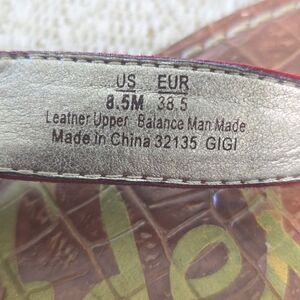 US EUR
8.5M 38.5
Leather Upper Balance Man Made
Made in China 32135 GIGI